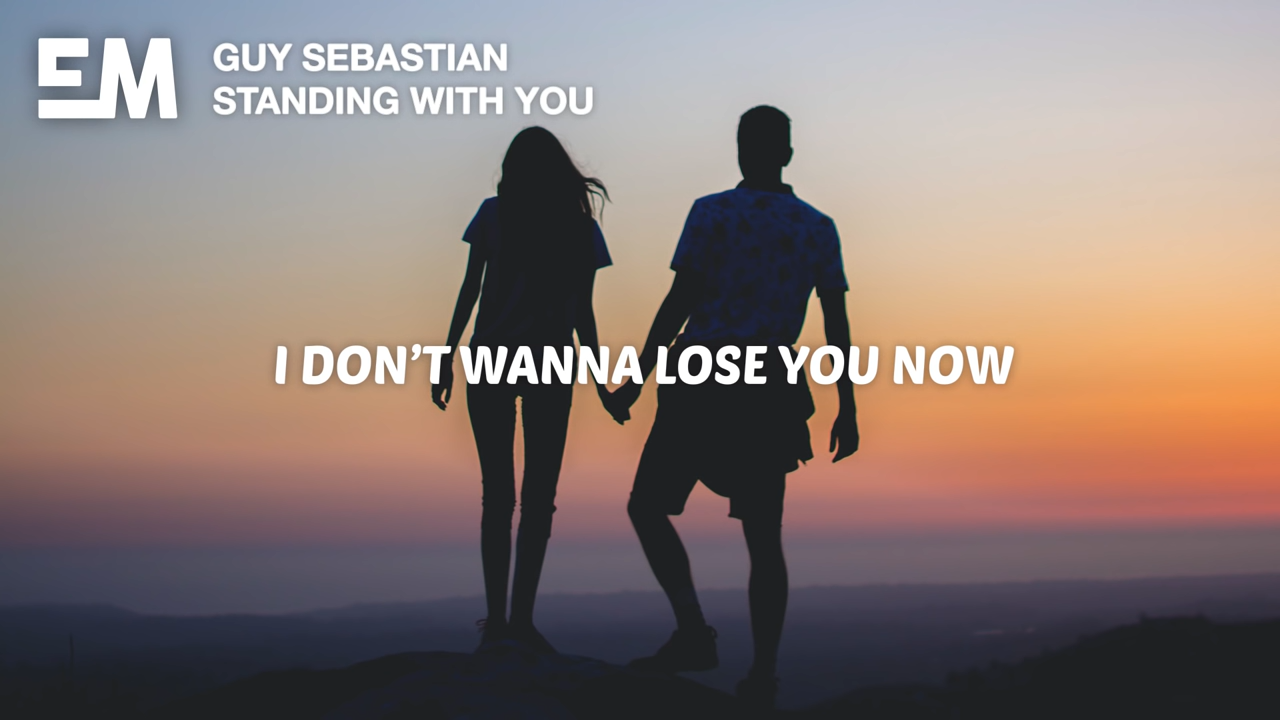 EM
GUY SEBASTIAN
STANDING WITH YOU
I DON'T WANNA LOSE YOU NOW